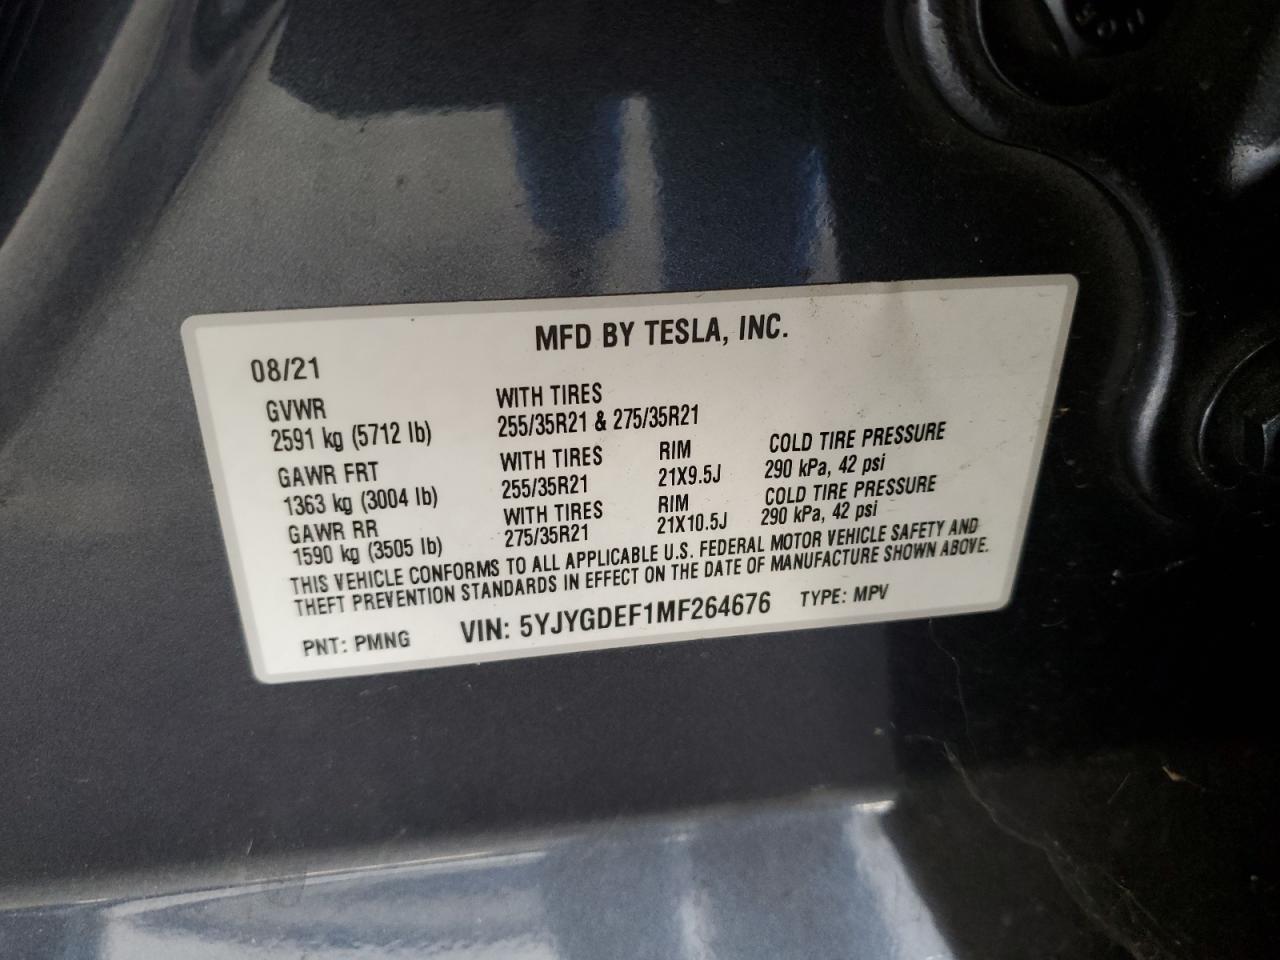 MFD BY TESLA, INC.
08/21
GVWR
2591 kg (5712 lb)
WITH TIRES
255/35R21 & 275/35R21
GAWR FRT
1363 kg (3004 lb)
WITH TIRES
255/35R21
RIM
21X9.5J
COLD TIRE PRESSURE
290 kPa, 42 psi
GAWR RR
1590 kg (3505 lb)
WITH TIRES
275/35R21
RIM
21X10.5J
COLD TIRE PRESSURE
290 kPa, 42 psi
THIS VEHICLE CONFORMS TO ALL APPLICABLE U.S. FEDERAL MOTOR VEHICLE SAFETY AND
THEFT PREVENTION STANDARDS IN EFFECT ON THE DATE OF MANUFACTURE SHOWN ABOVE.
PNT: PMNG VIN: 5YJYGDEF1MF264676 TYPE: MPV